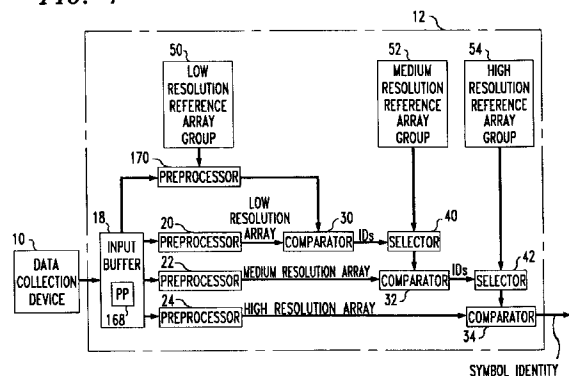 12
50
52
54
LOW
RESOLUTION
REFERENCE
ARRAY
GROUP
MEDIUM
RESOLUTION
REFERENCE
ARRAY
GROUP
HIGH
RESOLUTION
REFERENCE
ARRAY
GROUP
170
PREPROCESSOR
LOW
RESOLUTION
ARRAY
10
DATA
COLLECTION
DEVICE
18
INPUT
BUFFER
PP
168
20
PREPROCESSOR
30
COMPARATOR
IDs
40
SELECTOR
22
PREPROCESSOR
MEDIUM RESOLUTION ARRAY
COMPARATOR
32
IDs
42
SELECTOR
24
PREPROCESSOR
HIGH RESOLUTION ARRAY
COMPARATOR
34
SYMBOL IDENTITY